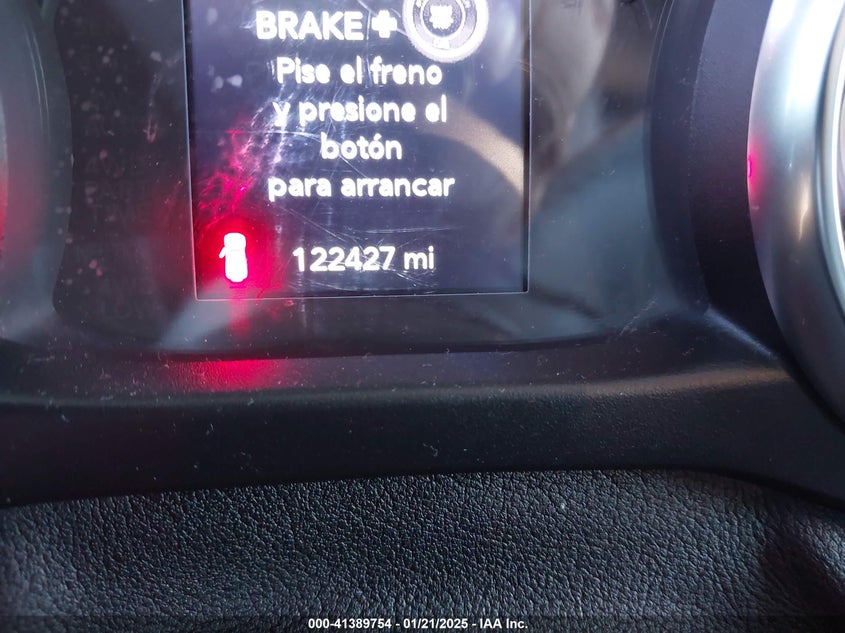 BRAKE +
Pise el freno
y presione el
botón
para arrancar
122427 mi
000-41389754 - 01/21/2025 - IAA Inc.